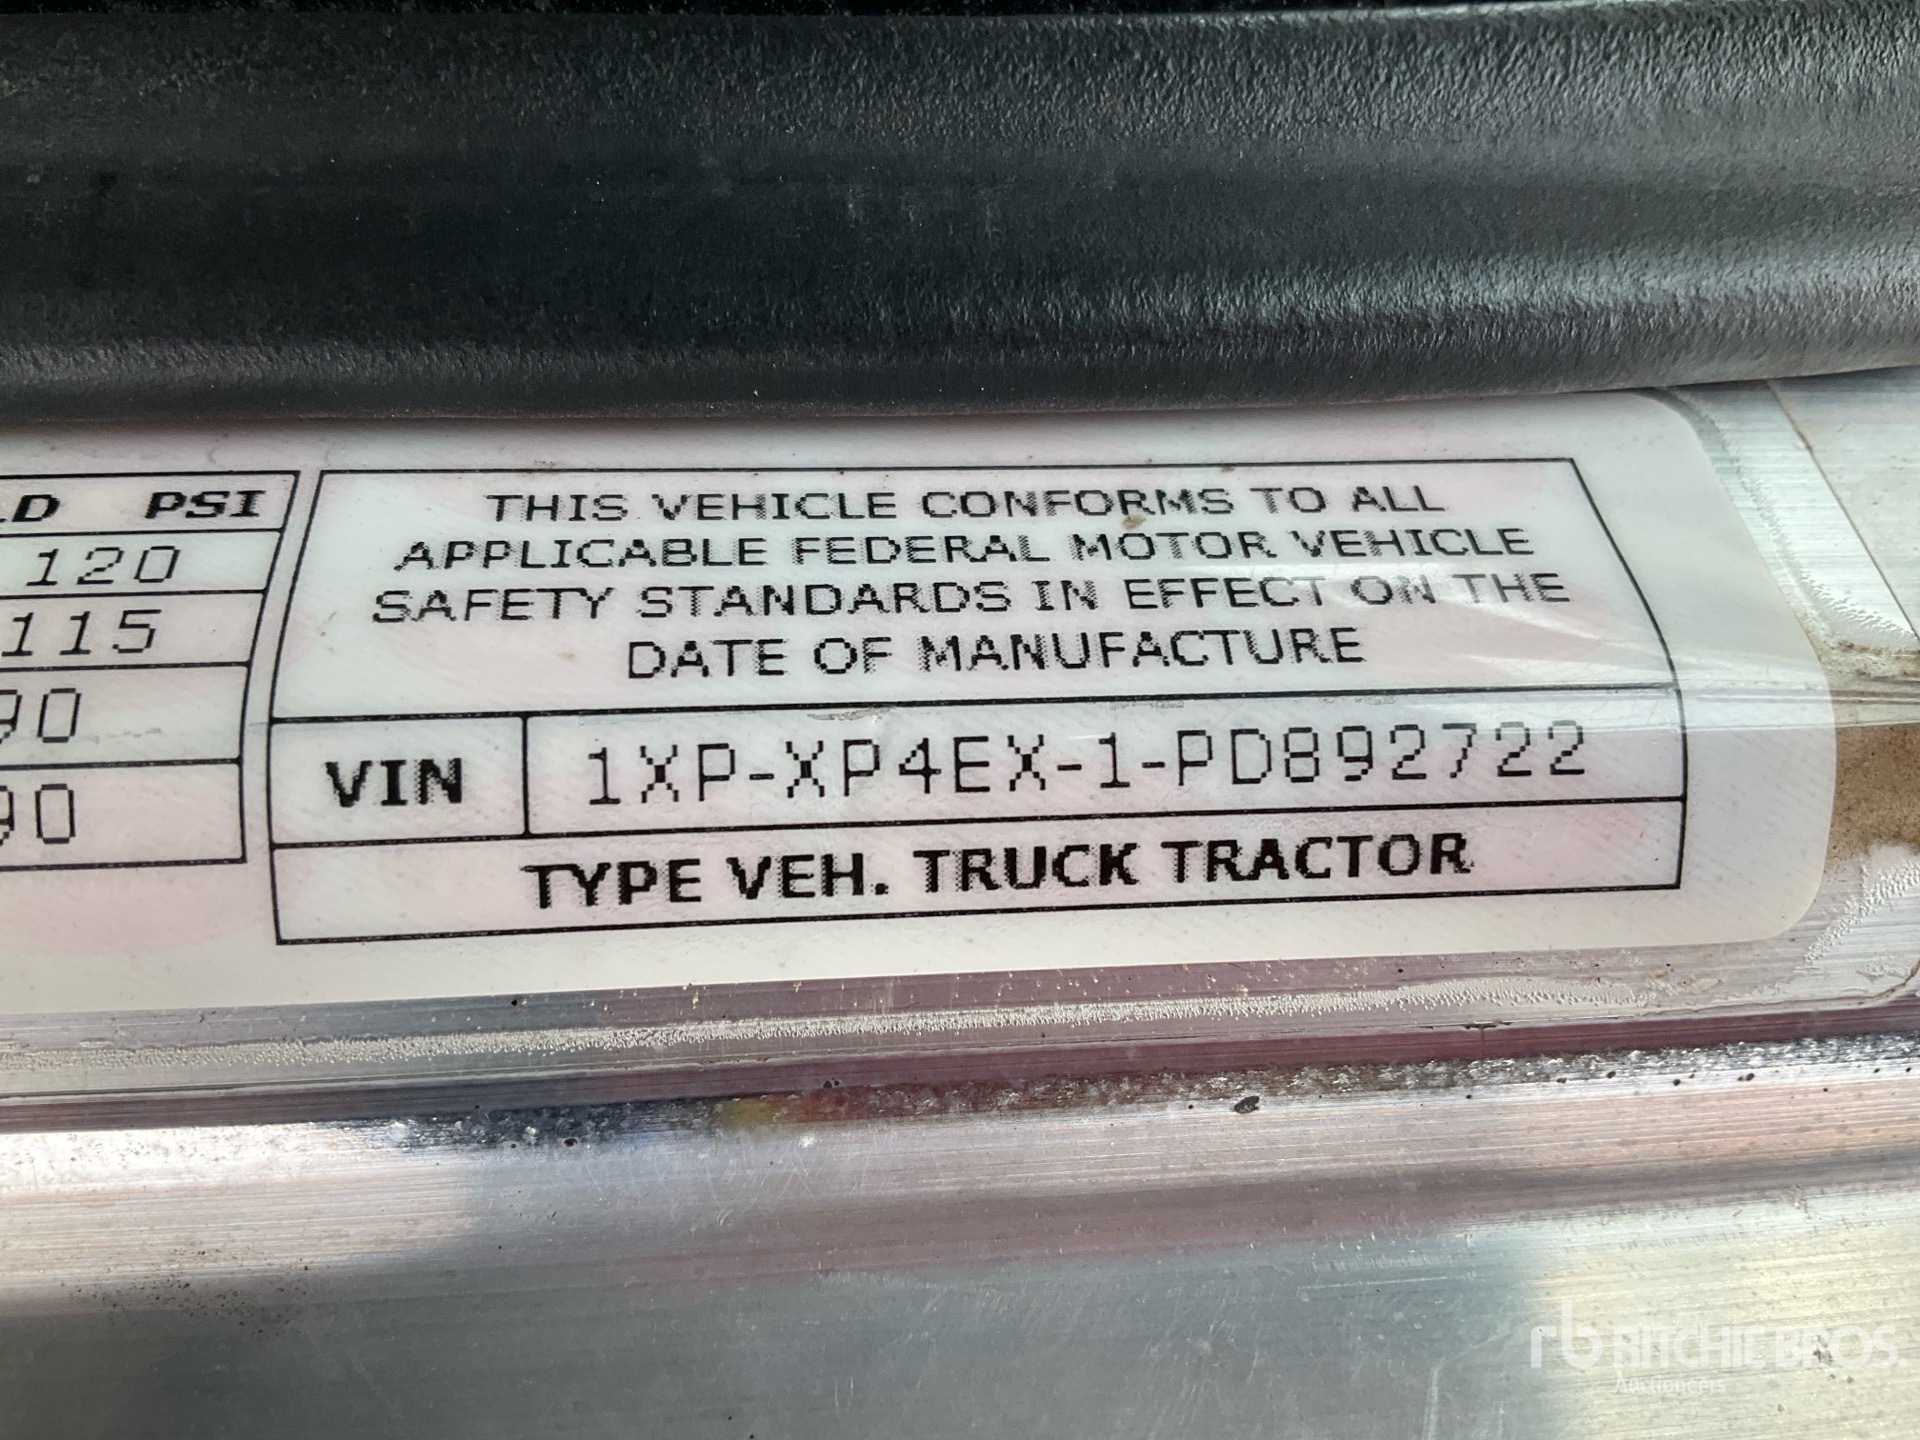 LD PSI
120
115
90
90
THIS VEHICLE CONFORMS TO ALL
APPLICABLE FEDERAL MOTOR VEHICLE
SAFETY STANDARDS IN EFFECT ON THE
DATE OF MANUFACTURE
VIN 1XP-XP4EX-1-PD892722
TYPE VEH. TRUCK TRACTOR
rb RITCHIE BROS.
Auctioneers